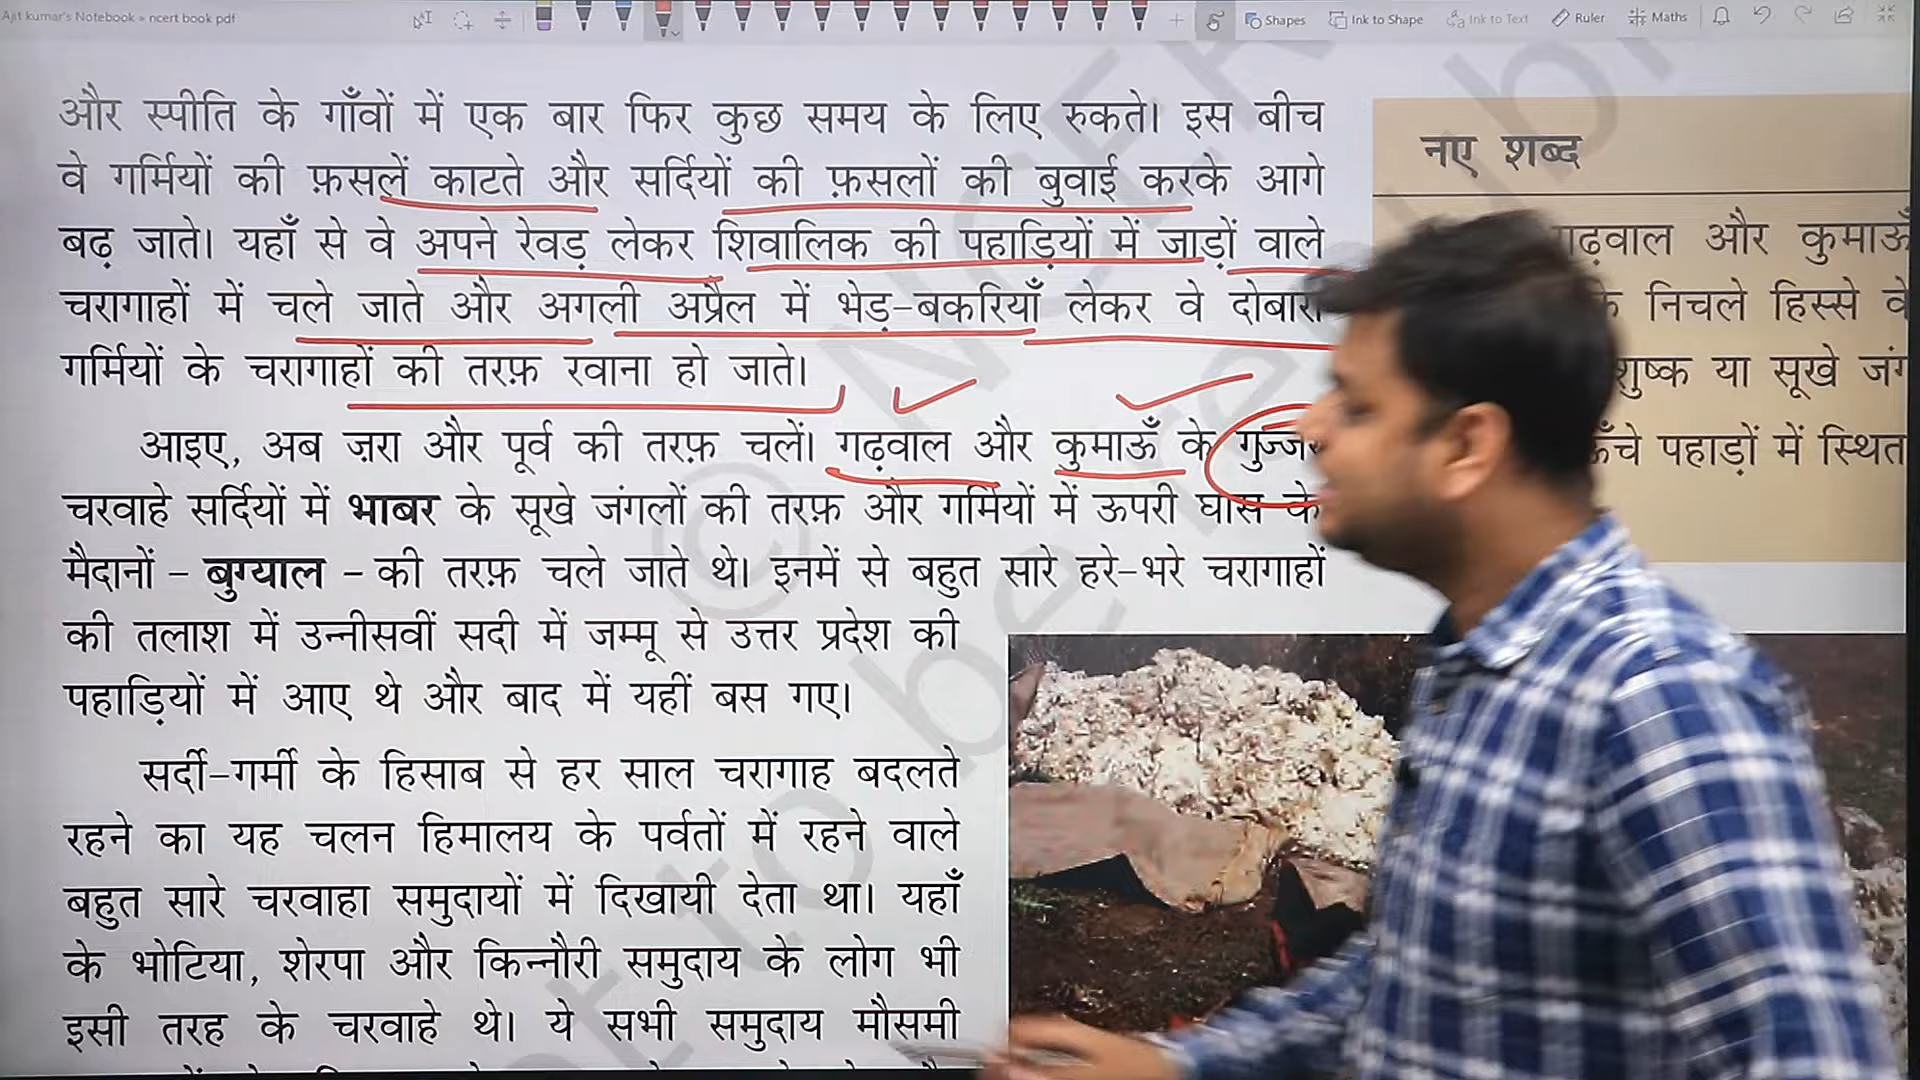 Ajit kumar's Notebook » ncert book pdf
Shapes
Ink to Shape
Ink to Text
Ruler
Maths
और स्पीति के गाँवों में एक बार फिर कुछ समय के लिए रुकते। इस बीच
वे गर्मियों की फ़सलें काटते और सर्दियों की फ़सलों की बुवाई करके आगे
बढ़ जाते। यहाँ से वे अपने रेवड़ लेकर शिवालिक की पहाड़ियों में जाड़ों वाले
चरागाहों में चले जाते और अगली अप्रैल में भेड़-बकरियाँ लेकर वे दोबारा
गर्मियों के चरागाहों की तरफ़ रवाना हो जाते।
आइए, अब ज़रा और पूर्व की तरफ़ चलें। गढ़वाल और कुमाऊँ के
चरवाहे सर्दियों में भाबर के सूखे जंगलों की तरफ़ और गर्मियों में ऊपरी घास के
मैदानों – बुग्याल – की तरफ़ चले जाते थे। इनमें से बहुत सारे हरे-भरे चरागाहों
की तलाश में उन्नीसवीं सदी में जम्मू से उत्तर प्रदेश की
पहाड़ियों में आए थे और बाद में यहीं बस गए।
सर्दी-गर्मी के हिसाब से हर साल चरागाह बदलते
रहने का यह चलन हिमालय के पर्वतों में रहने वाले
बहुत सारे चरवाहा समुदायों में दिखायी देता था। यहाँ
के भोटिया, शेरपा और किन्नौरी समुदाय के लोग भी
इसी तरह के चरवाहे थे। ये सभी समुदाय मौसमी
नए शब्द
गढ़वाल और कुमाऊँ
के निचले हिस्से
शुष्क या सूखे
ऊँचे पहाड़ों में स्थित